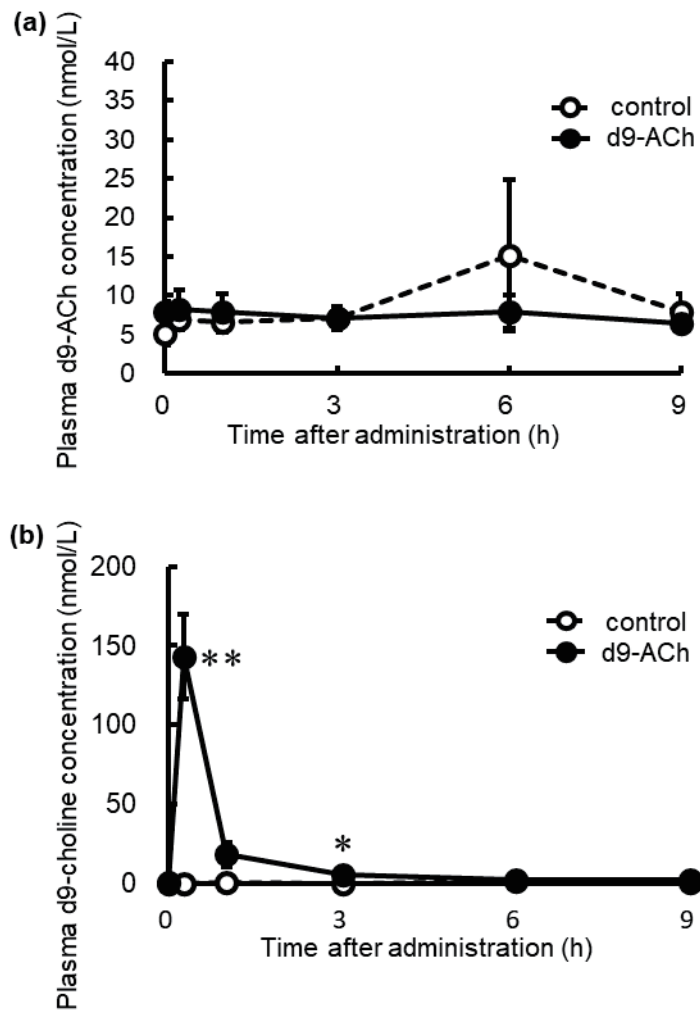 (a)
Plasma d9-ACh concentration (nmol/L)
40
35
30
25
20
15
10
5
0
control
d9-ACh
0 3 6 9
Time after administration (h)
(b)
Plasma d9-choline concentration (nmol/L)
200
150
100
50
0
control
d9-ACh
**
*
0 3 6 9
Time after administration (h)